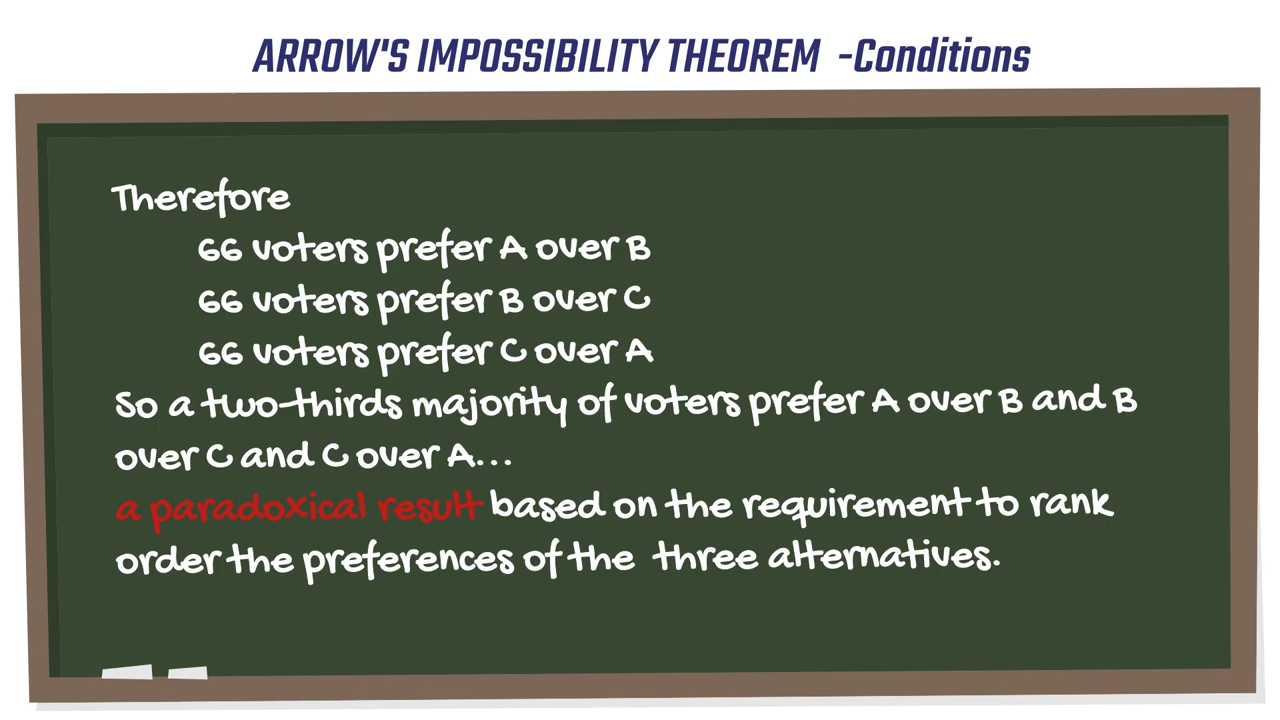 ARROW'S IMPOSSIBILITY THEOREM -Conditions
Therefore
66 voters prefer A over B
66 voters prefer B over C
66 voters prefer C over A
So a two-thirds majority of voters prefer A over B and B
over C and C over A...
a paradoxical result based on the requirement to rank
order the preferences of the three alternatives.